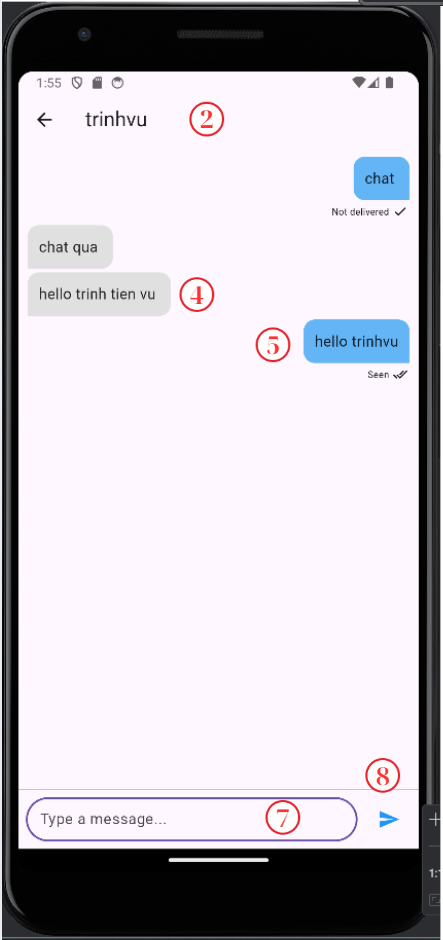 1:55
trinhvu
2
chat
Not delivered
chat qua
hello trinh tien vu
4
5
hello trinhvu
Seen
8
Type a message...
7